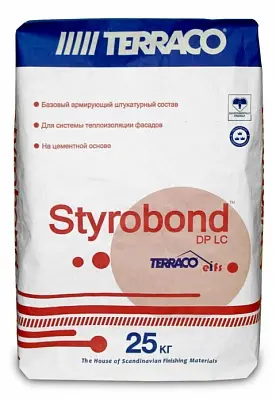 TERRACO
Базовый армирующий штукатурный состав
Для системы теплоизоляции фасадов
На цементной основе
Styrobond™
DP LC
TERRACO eifs
25 кг
The House of Scandinavian Finishing Materials